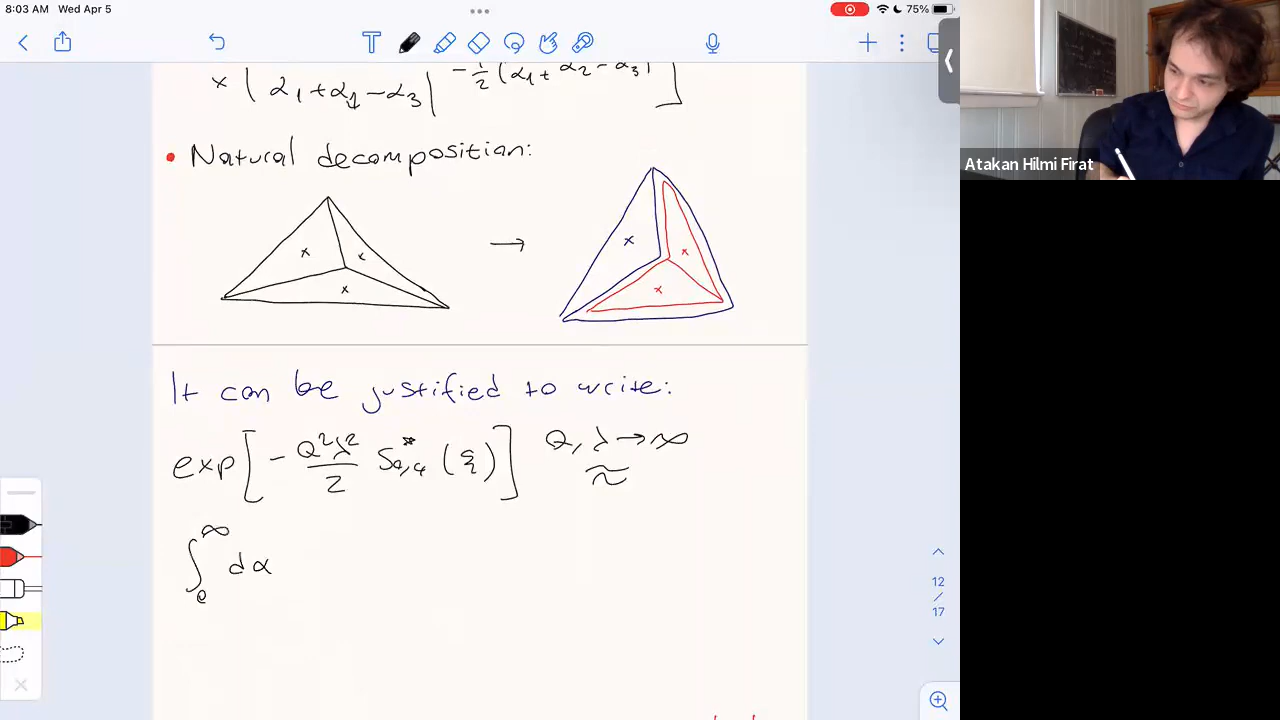 8:03 AM Wed Apr 5
75%
T
× | α₁ + α₂ − α₃ | −½ (α₁ + α₂ − α₃) ]
• Natural decomposition:
x x x → x x x
It can be justified to write:
exp [ − Q²λ² / 2 S*₀,₄ (ξ) ] Q, λ → ∞ ≈
∫₀^∞ dα
12
/
17
Atakan Hilmi Firat